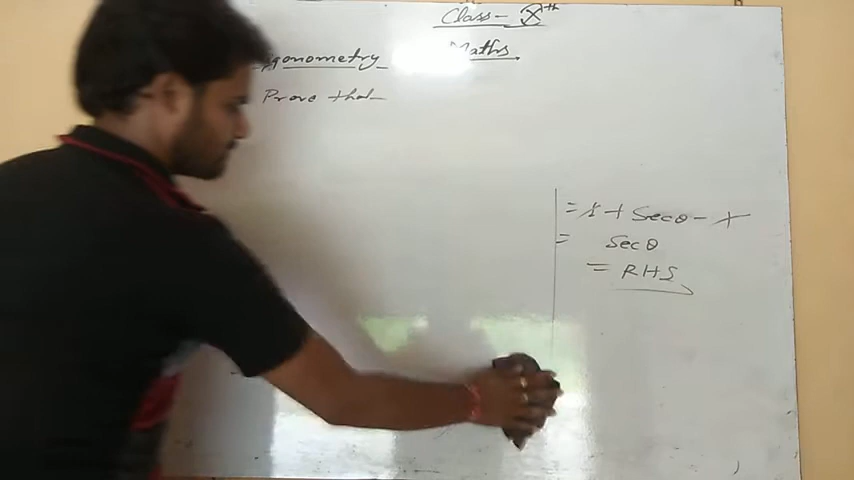 Class - Xth
Maths
gonometry
Prove that
= 1 + Secθ - 1
= Secθ
= RHS